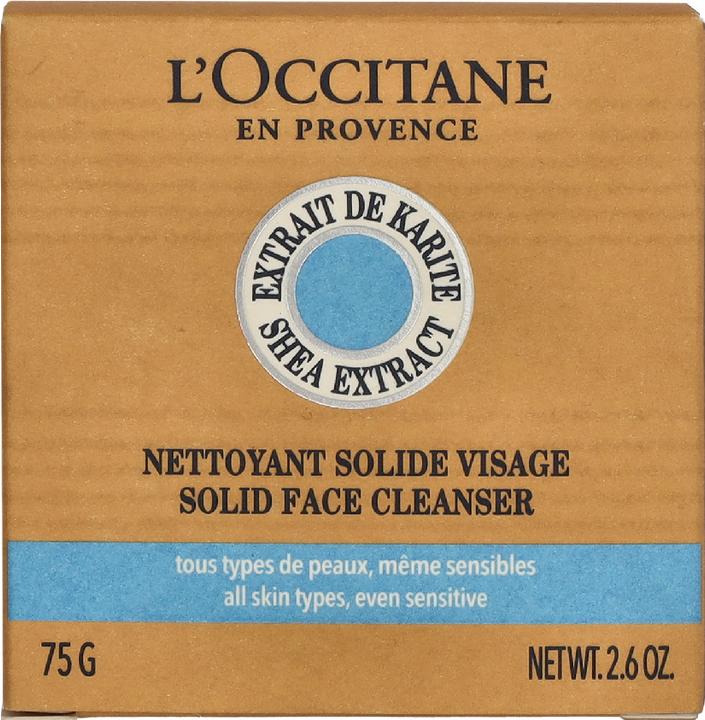 L'OCCITANE
EN PROVENCE
EXTRAIT DE KARITE
SHEA EXTRACT
NETTOYANT SOLIDE VISAGE
SOLID FACE CLEANSER
tous types de peaux, même sensibles
all skin types, even sensitive
75 G
NET WT. 2.6 OZ.